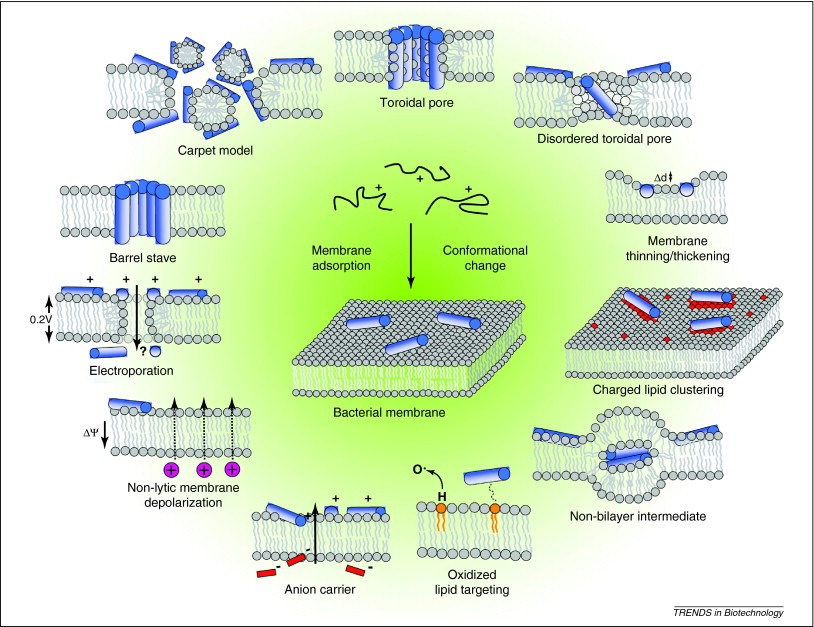 Toroidal pore
Carpet model
Disordered toroidal pore
+
+
+
Δd
Membrane
thinning/thickening
Barrel stave
Membrane
adsorption
Conformational
change
+ + + +
0.2V
?
Electroporation
Charged lipid clustering
Bacterial membrane
ΔΨ
+ + +
Non-lytic membrane
depolarization
+ + +
- - -
Anion carrier
O·
H
Oxidized
lipid targeting
Non-bilayer intermediate
TRENDS in Biotechnology